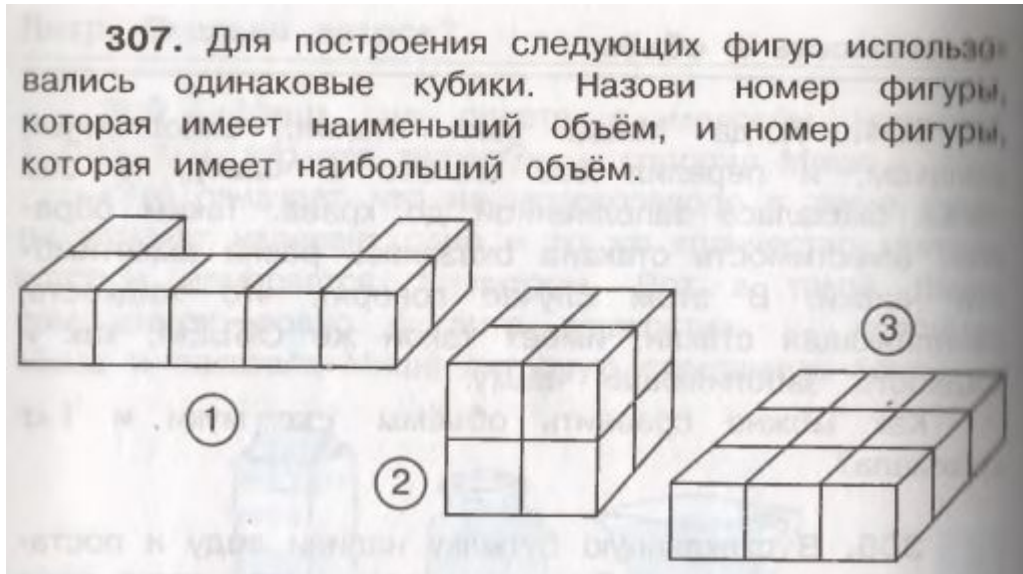 307. Для построения следующих фигур использо-
вались одинаковые кубики. Назови номер фигуры,
которая имеет наименьший объём, и номер фигуры,
которая имеет наибольший объём.
1
2
3